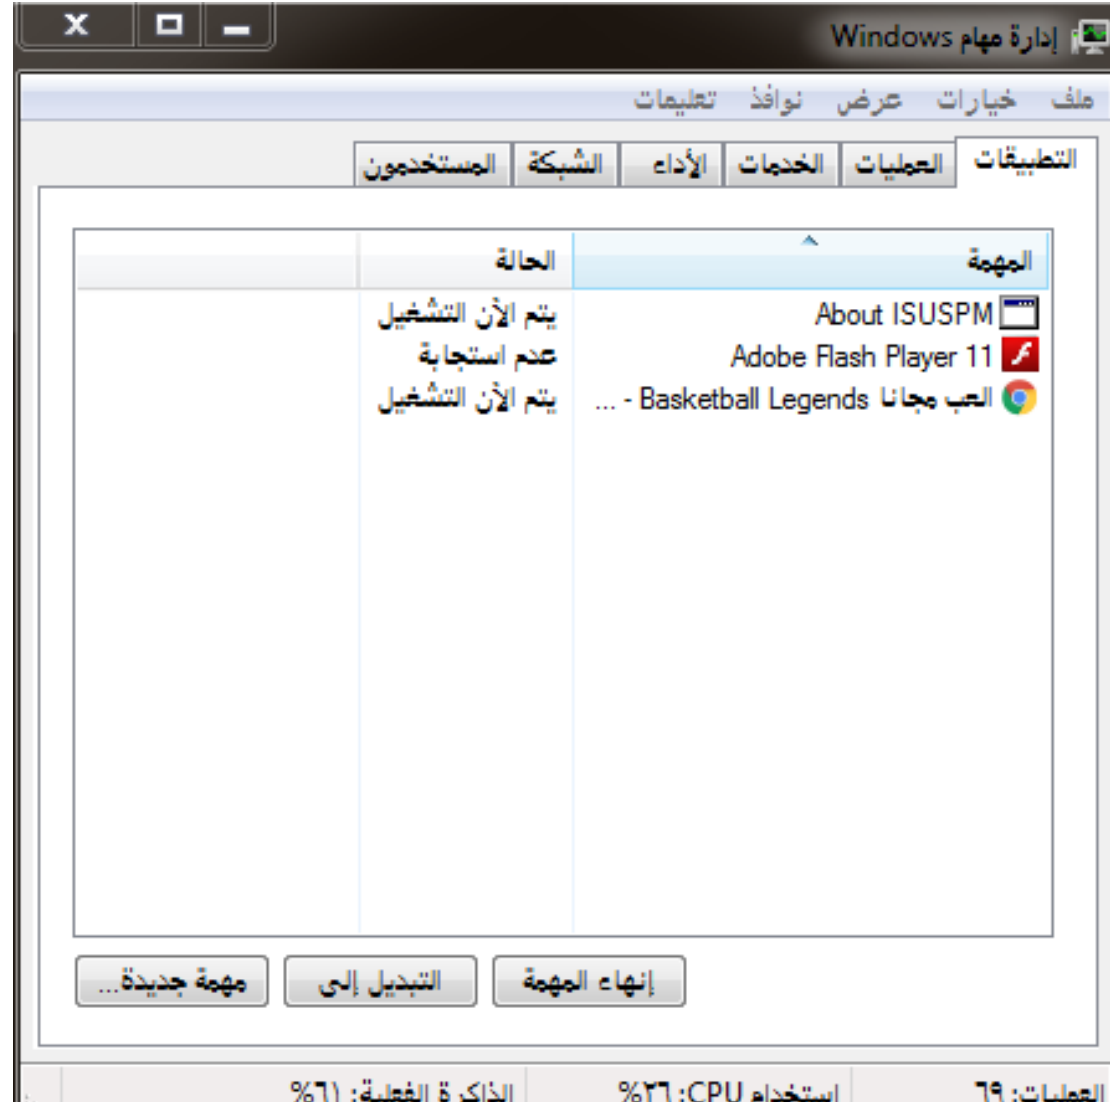 إدارة مهام Windows
ملف خيارات عرض نوافذ تعليمات
التطبيقات العمليات الخدمات الأداء الشبكة المستخدمون
المهمة الحالة
About ISUSPM يتم الآن التشغيل
Adobe Flash Player 11 عدم استجابة
العب مجانا Basketball Legends - ... يتم الآن التشغيل
إنهاء المهمة التبديل إلى مهمة جديدة...
العمليات: ٦٩ استخدام CPU: ٢٦% الذاكرة الفعلية: ٦١%